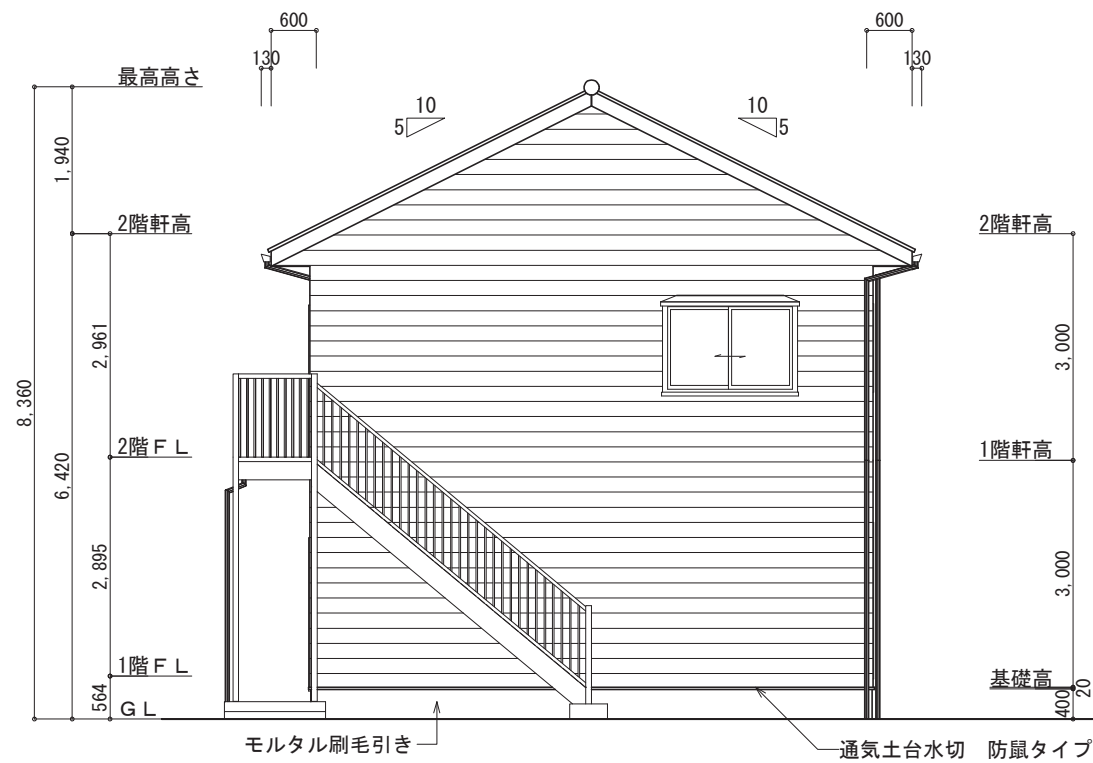 600
600
130
130
最高高さ
10
5
10
5
1,940
2階軒高
2階軒高
2,961
3,000
8,360
6,420
2階ＦＬ
1階軒高
2,895
3,000
1階ＦＬ
基礎高
564
400
20
ＧＬ
モルタル刷毛引き
通気土台水切　防鼠タイプ